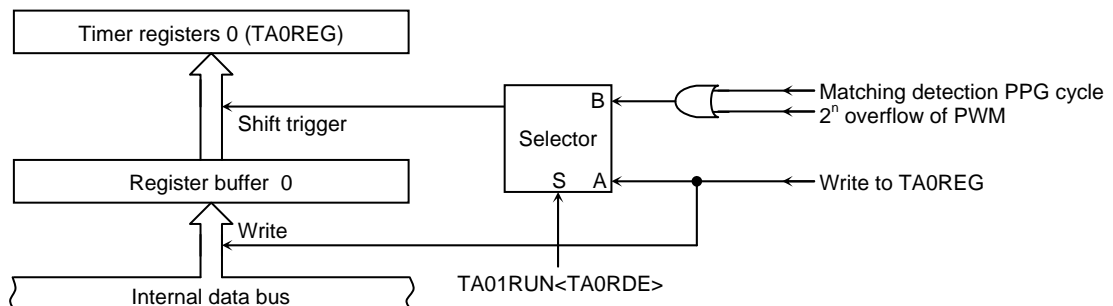 Timer registers 0 (TA0REG)
Shift trigger
B
Matching detection PPG cycle
2ⁿ overflow of PWM
Selector
Register buffer 0
S A
Write to TA0REG
Write
TA01RUN<TA0RDE>
Internal data bus